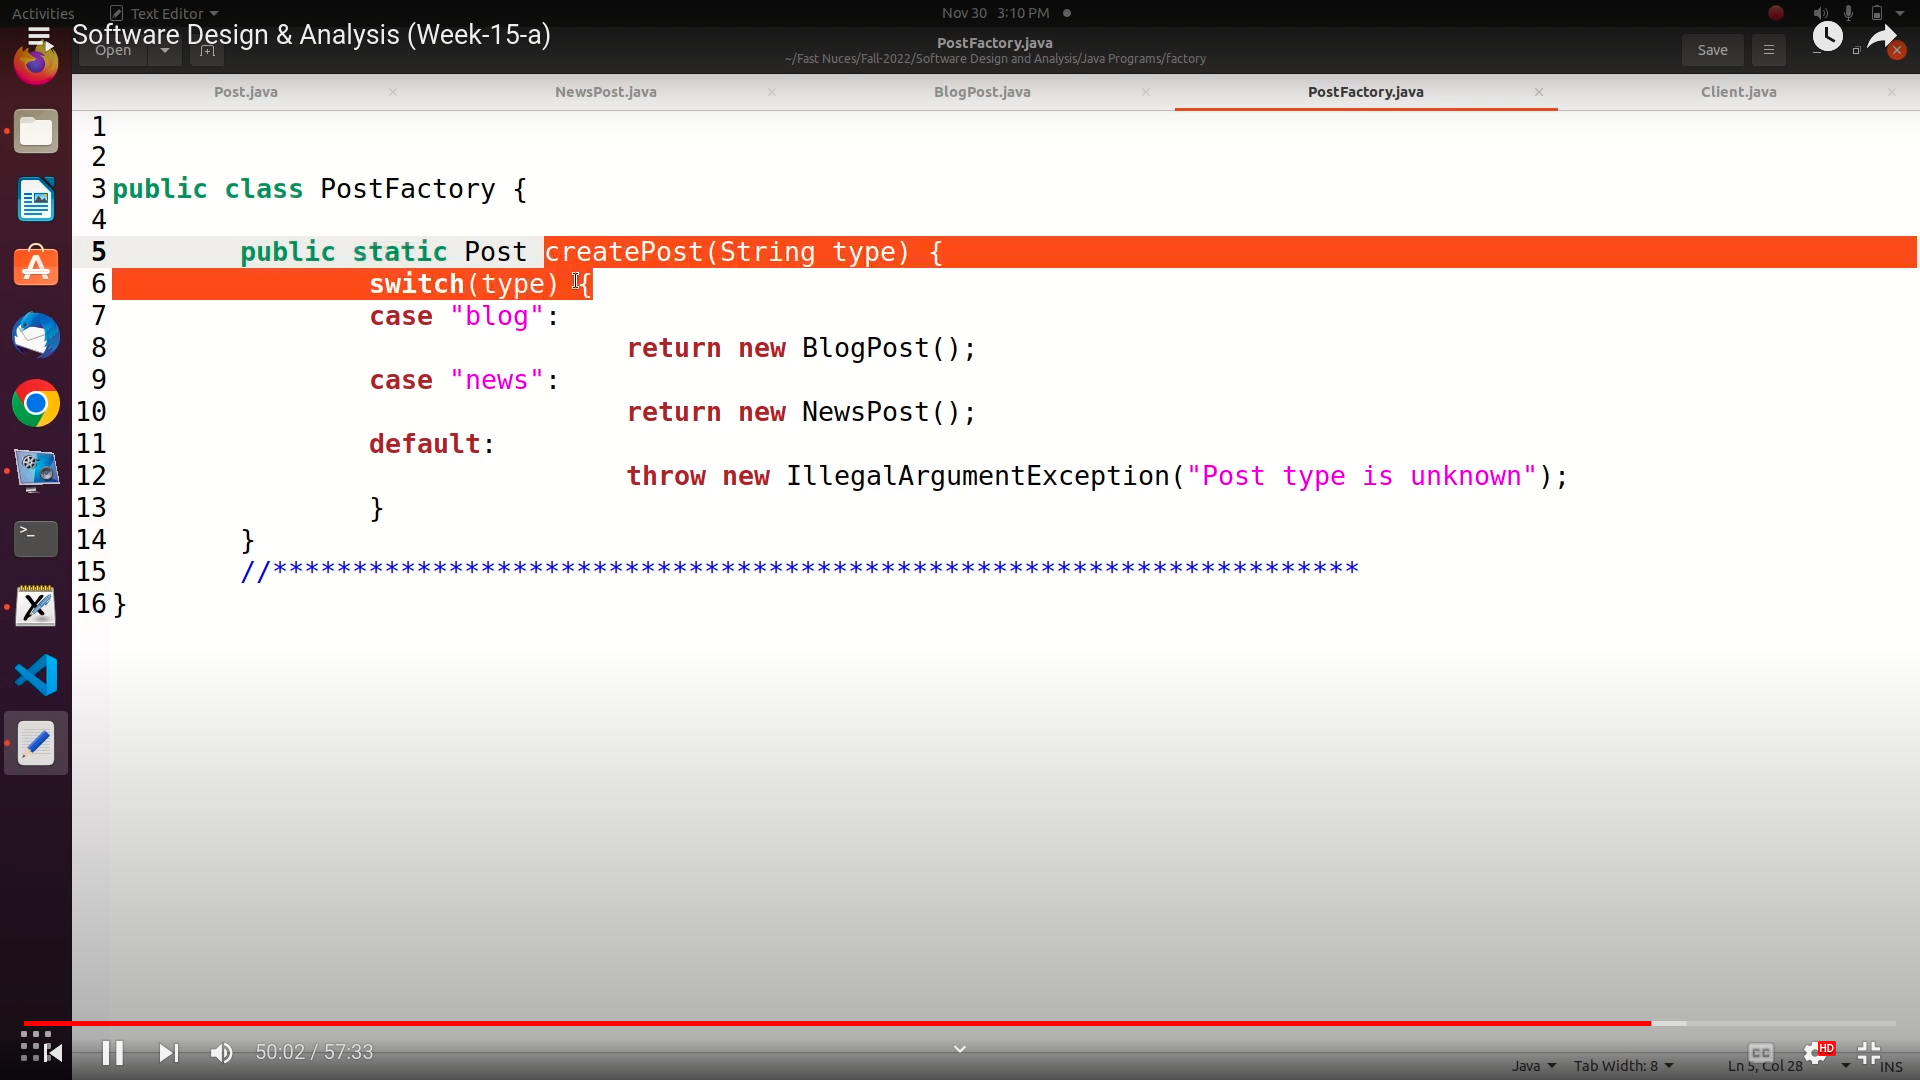 Activities
Text Editor
Nov 30 3:10 PM
Software Design & Analysis (Week-15-a)
Open
PostFactory.java
~/Fast Nuces/Fall-2022/Software Design and Analysis/Java Programs/factory
Save
Post.java
NewsPost.java
BlogPost.java
PostFactory.java
Client.java
1
2
3 public class PostFactory {
4
5 public static Post createPost(String type) {
6 switch(type) {
7 case "blog":
8 return new BlogPost();
9 case "news":
10 return new NewsPost();
11 default:
12 throw new IllegalArgumentException("Post type is unknown");
13 }
14 }
15 //********************************************************************
16 }
50:02 / 57:33
CC
HD
Java
Tab Width: 8
Ln 5, Col 28
INS